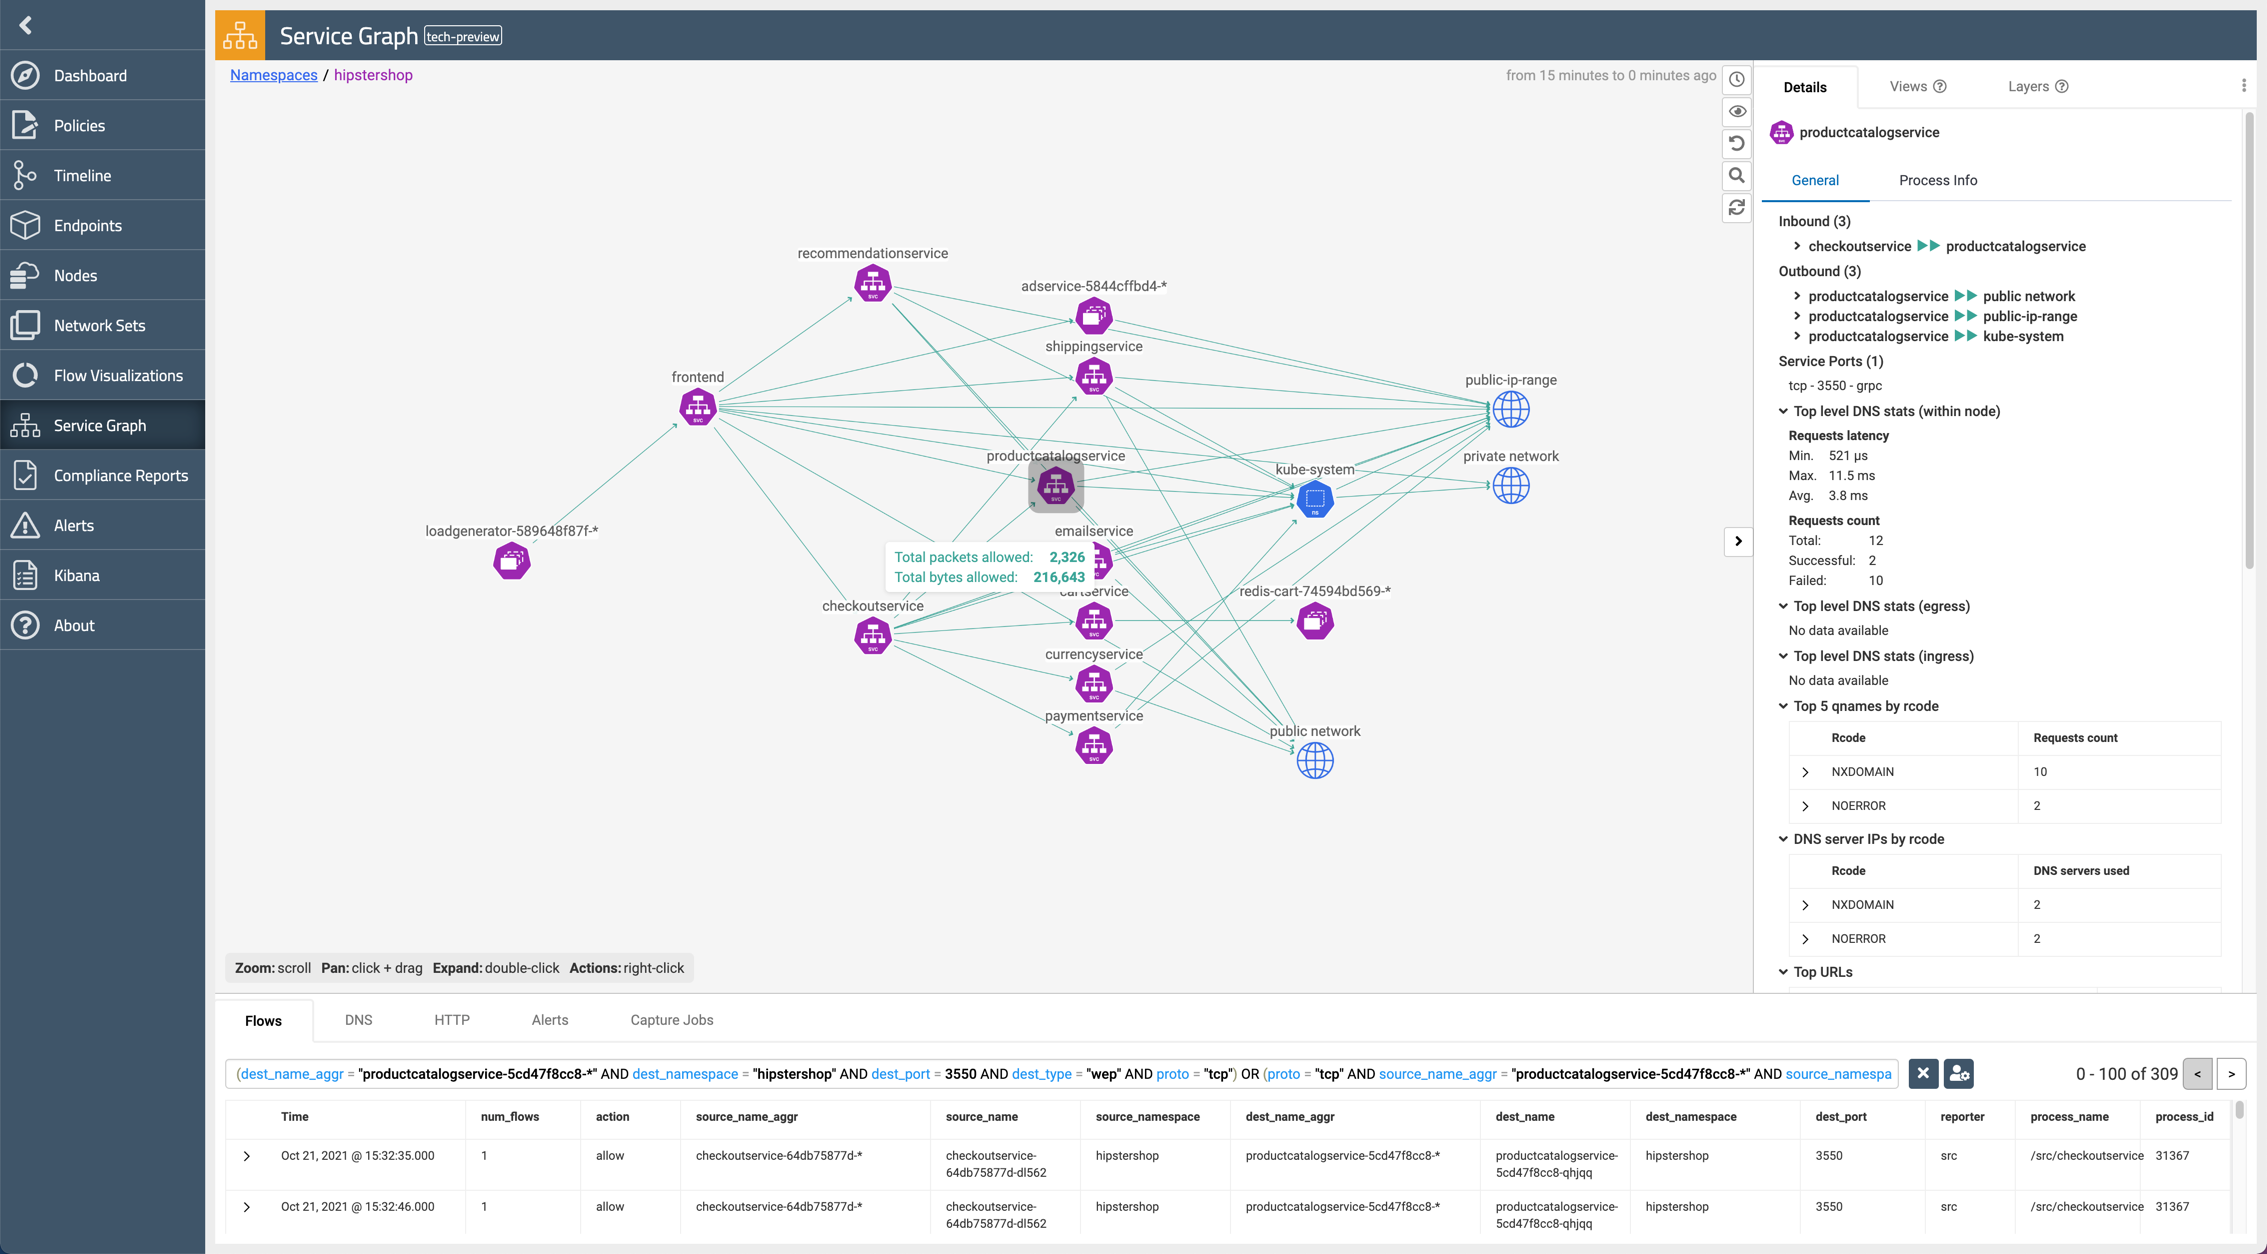 Service Graph tech-preview
Dashboard
Policies
Timeline
Endpoints
Nodes
Network Sets
Flow Visualizations
Service Graph
Compliance Reports
Alerts
Kibana
About
Namespaces / hipstershop
from 15 minutes to 0 minutes ago
recommendationservice
svc
adservice-5844cffbd4-*
shippingservice
svc
frontend
svc
public-ip-range
productcatalogservice
svc
kube-system
ns
private network
loadgenerator-589648f87f-*
emailservice
Total packets allowed: 2,326
Total bytes allowed: 216,643
cartservice
svc
redis-cart-74594bd569-*
checkoutservice
svc
currencyservice
svc
paymentservice
svc
public network
Zoom: scroll Pan: click + drag Expand: double-click Actions: right-click
Details Views Layers
productcatalogservice
General Process Info
Inbound (3)
checkoutservice productcatalogservice
Outbound (3)
productcatalogservice public network
productcatalogservice public-ip-range
productcatalogservice kube-system
Service Ports (1)
tcp - 3550 - grpc
Top level DNS stats (within node)
Requests latency
Min. 521 µs
Max. 11.5 ms
Avg. 3.8 ms
Requests count
Total: 12
Successful: 2
Failed: 10
Top level DNS stats (egress)
No data available
Top level DNS stats (ingress)
No data available
Top 5 qnames by rcode
Rcode Requests count
NXDOMAIN 10
NOERROR 2
DNS server IPs by rcode
Rcode DNS servers used
NXDOMAIN 2
NOERROR 2
Top URLs
Flows DNS HTTP Alerts Capture Jobs
(dest_name_aggr = "productcatalogservice-5cd47f8cc8-*" AND dest_namespace = "hipstershop" AND dest_port = 3550 AND dest_type = "wep" AND proto = "tcp") OR (proto = "tcp" AND source_name_aggr = "productcatalogservice-5cd47f8cc8-*" AND source_namespa
0 - 100 of 309 < >
Time num_flows action source_name_aggr source_name source_namespace dest_name_aggr dest_name dest_namespace dest_port reporter process_name process_id
Oct 21, 2021 @ 15:32:35.000 1 allow checkoutservice-64db75877d-* checkoutservice- hipstershop productcatalogservice-5cd47f8cc8-* productcatalogservice- hipstershop 3550 src /src/checkoutservice 31367
64db75877d-dl562 5cd47f8cc8-qhjqq
Oct 21, 2021 @ 15:32:46.000 1 allow checkoutservice-64db75877d-* checkoutservice- hipstershop productcatalogservice-5cd47f8cc8-* productcatalogservice- hipstershop 3550 src /src/checkoutservice 31367
64db75877d-dl562 5cd47f8cc8-qhjqq